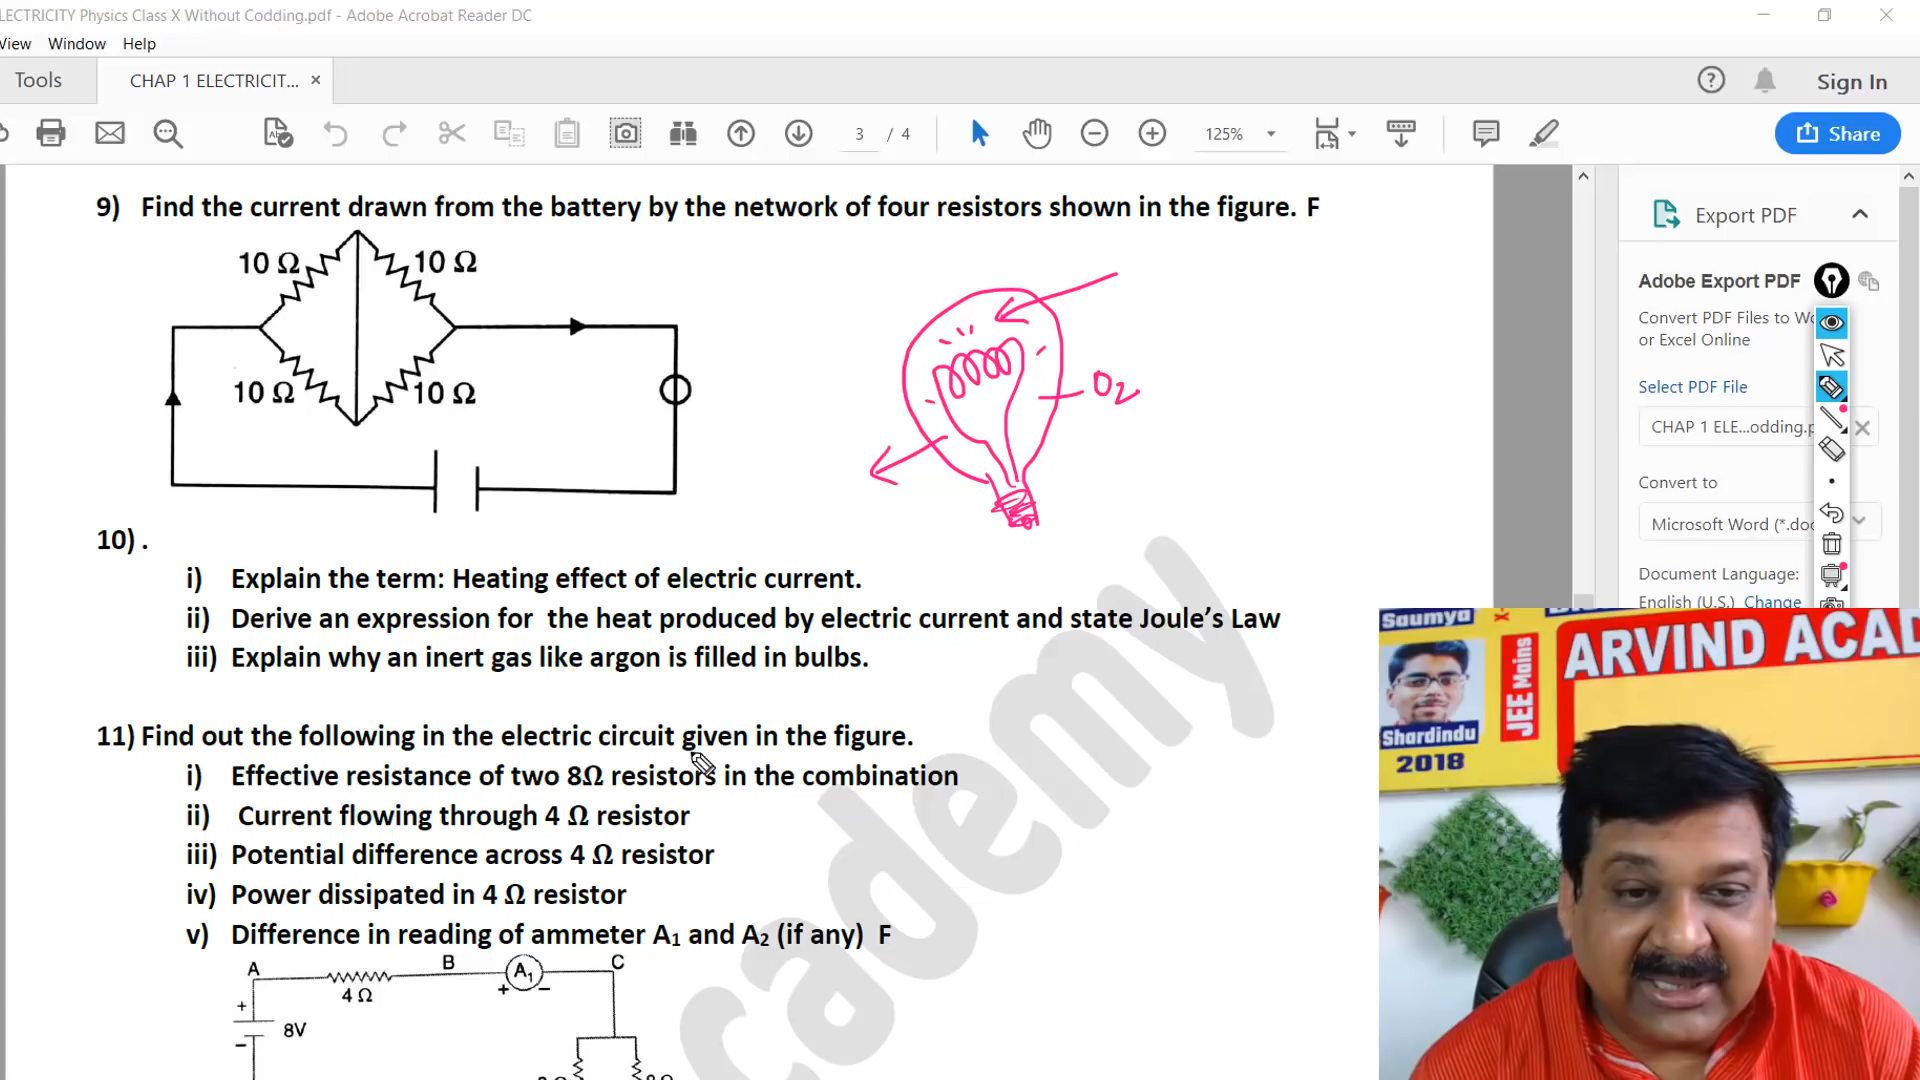 LECTRICITY Physics Class X Without Codding.pdf - Adobe Acrobat Reader DC
View Window Help
Tools CHAP 1 ELECTRICIT... × Sign In
3 / 4 125% Share
9) Find the current drawn from the battery by the network of four resistors shown in the figure. F
10 Ω 10 Ω
10 Ω 10 Ω
O2
10) .
i) Explain the term: Heating effect of electric current.
ii) Derive an expression for the heat produced by electric current and state Joule's Law
iii) Explain why an inert gas like argon is filled in bulbs.
11) Find out the following in the electric circuit given in the figure.
i) Effective resistance of two 8Ω resistors in the combination
ii) Current flowing through 4 Ω resistor
iii) Potential difference across 4 Ω resistor
iv) Power dissipated in 4 Ω resistor
v) Difference in reading of ammeter A₁ and A₂ (if any) F
A B A₁ C
4 Ω + −
+
8V
−
cademy
Export PDF
Adobe Export PDF
Convert PDF Files to Wo
or Excel Online
Select PDF File
CHAP 1 ELE...odding.p
Convert to
Microsoft Word (*.doc
Document Language:
English (U.S.) Change
Saumya
JEE Mains
ARVIND ACAD
Shardindu
2018